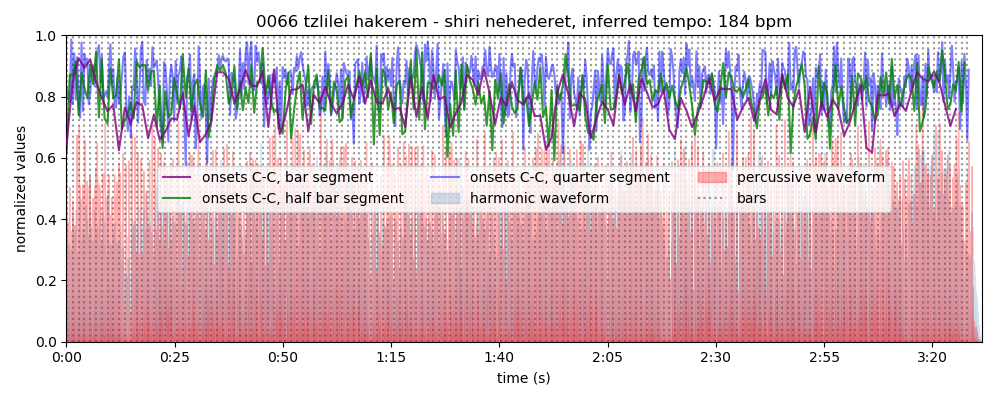 0066 tzlilei hakerem - shiri nehederet, inferred tempo: 184 bpm
1.0
0.8
0.6
0.4
0.2
0.0
normalized values
onsets C-C, bar segment
onsets C-C, half bar segment
onsets C-C, quarter segment
harmonic waveform
percussive waveform
bars
0:00 0:25 0:50 1:15 1:40 2:05 2:30 2:55 3:20
time (s)